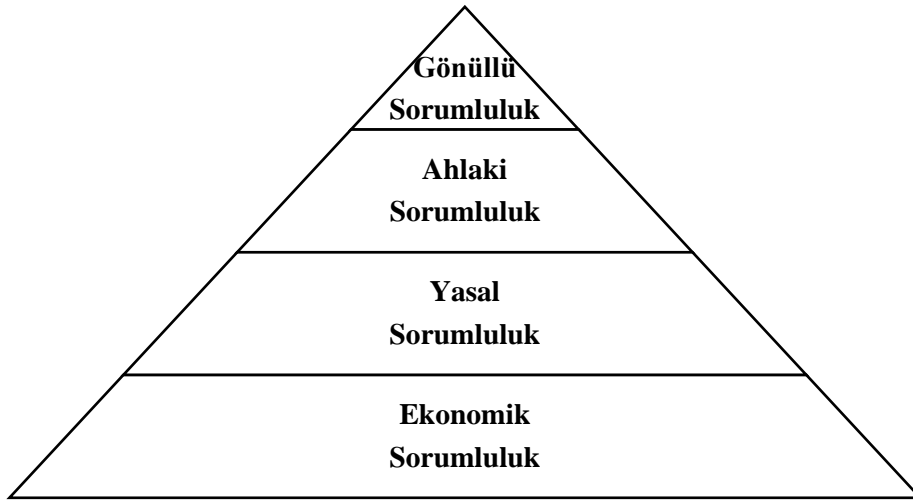 Gönüllü
Sorumluluk
Ahlaki
Sorumluluk
Yasal
Sorumluluk
Ekonomik
Sorumluluk